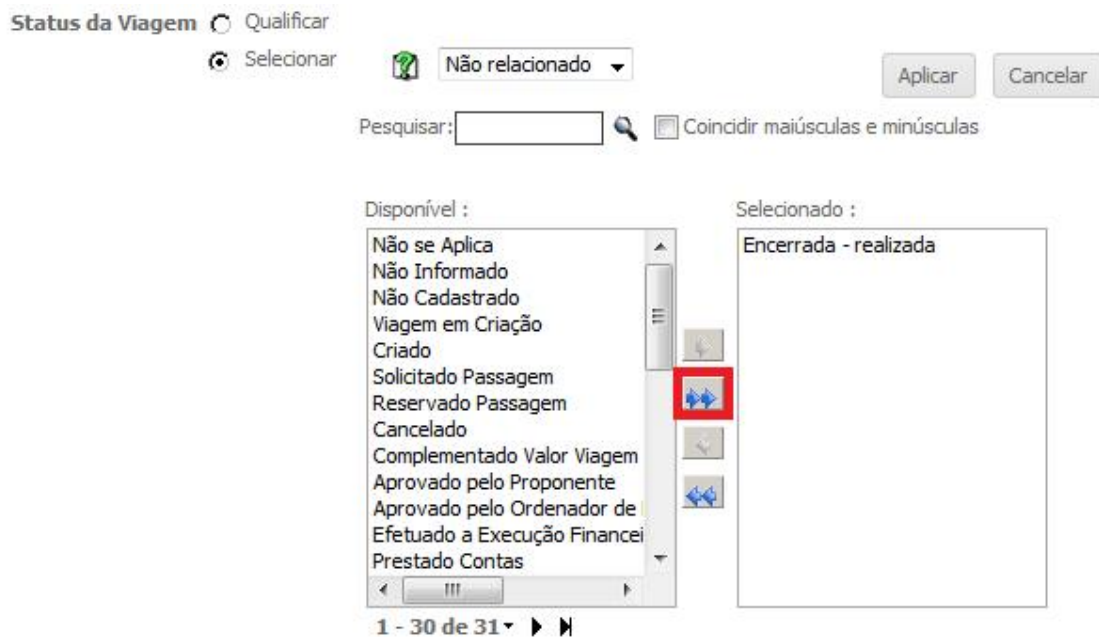 Status da Viagem Qualificar
Selecionar Não relacionado Aplicar Cancelar
Pesquisar: Coincidir maiúsculas e minúsculas
Disponível :
Não se Aplica
Não Informado
Não Cadastrado
Viagem em Criação
Criado
Solicitado Passagem
Reservado Passagem
Cancelado
Complementado Valor Viagem
Aprovado pelo Proponente
Aprovado pelo Ordenador de
Efetuado a Execução Financei
Prestado Contas
1 - 30 de 31
Selecionado :
Encerrada - realizada